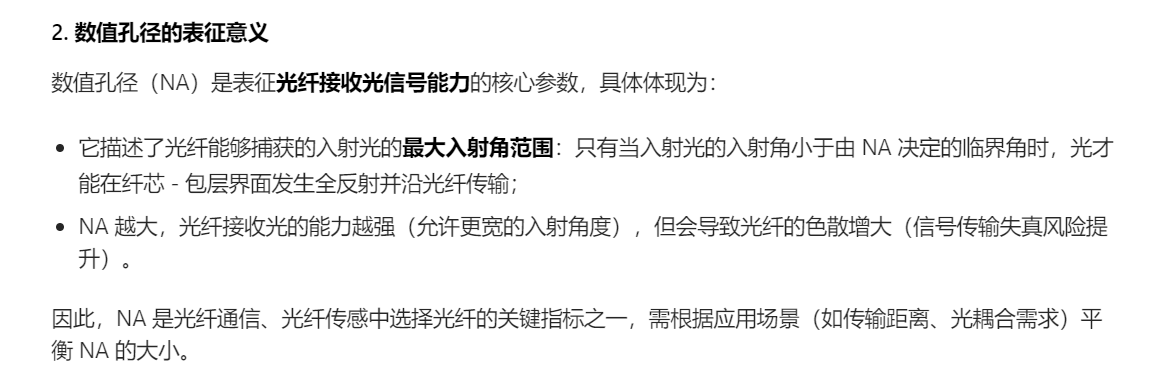 2. 数值孔径的表征意义
数值孔径（NA）是表征光纤接收光信号能力的核心参数，具体体现为：
• 它描述了光纤能够捕获的入射光的最大入射角范围：只有当入射光的入射角小于由 NA 决定的临界角时，光才
能在纤芯 - 包层界面发生全反射并沿光纤传输；
• NA 越大，光纤接收光的能力越强（允许更宽的入射角度），但会导致光纤的色散增大（信号传输失真风险提
升）。
因此，NA 是光纤通信、光纤传感中选择光纤的关键指标之一，需根据应用场景（如传输距离、光耦合需求）平
衡 NA 的大小。